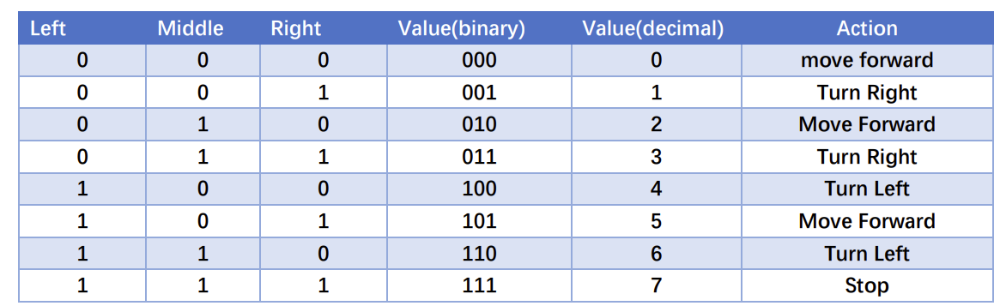 Left Middle Right Value(binary) Value(decimal) Action
0 0 0 000 0 move forward
0 0 1 001 1 Turn Right
0 1 0 010 2 Move Forward
0 1 1 011 3 Turn Right
1 0 0 100 4 Turn Left
1 0 1 101 5 Move Forward
1 1 0 110 6 Turn Left
1 1 1 111 7 Stop